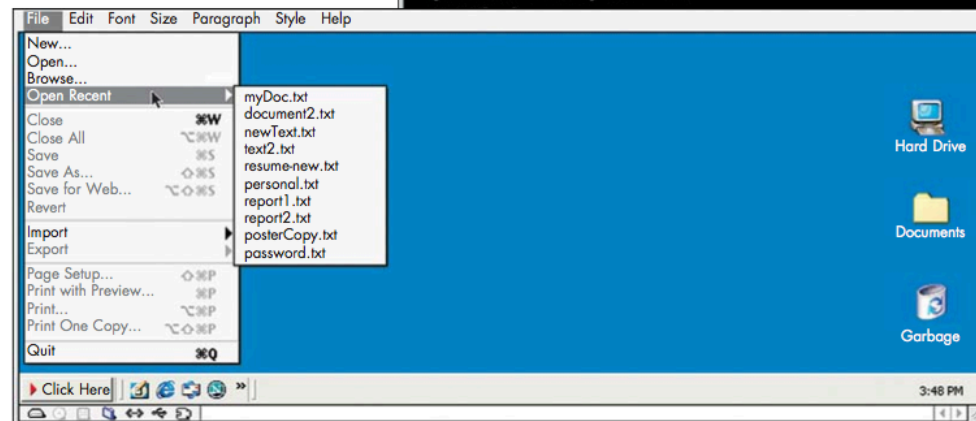 File Edit Font Size Paragraph Style Help
New...
Open...
Browse...
Open Recent
Close ⌘W
Close All ⌥⌘W
Save ⌘S
Save As... ⇧⌘S
Save for Web... ⌥⇧⌘S
Revert
Import
Export
Page Setup... ⇧⌘P
Print with Preview... ⌘P
Print... ⌥⌘P
Print One Copy... ⌥⇧⌘P
Quit ⌘Q
myDoc.txt
document2.txt
newText.txt
text2.txt
resume-new.txt
personal.txt
report1.txt
report2.txt
posterCopy.txt
password.txt
Hard Drive
Documents
Garbage
Click Here »
3:48 PM